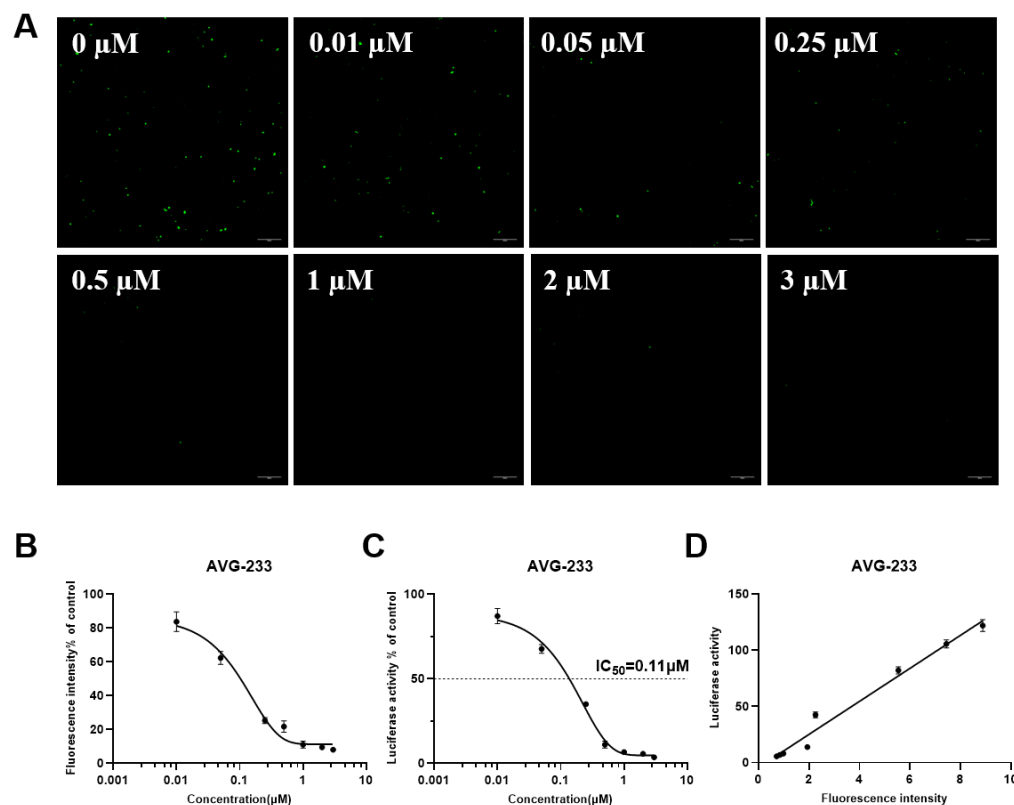 A
0 µM
0.01 µM
0.05 µM
0.25 µM
0.5 µM
1 µM
2 µM
3 µM
B
AVG-233
Fluorescence intensity% of control
100
80
60
40
20
0
0.001
0.01
0.1
1
10
Concentration(µM)
C
AVG-233
Luciferase activity % of control
100
50
0
IC50=0.11µM
0.001
0.01
0.1
1
10
Concentration(µM)
D
AVG-233
Luciferase activity
150
100
50
0
0
2
4
6
8
10
Fluorescence intensity